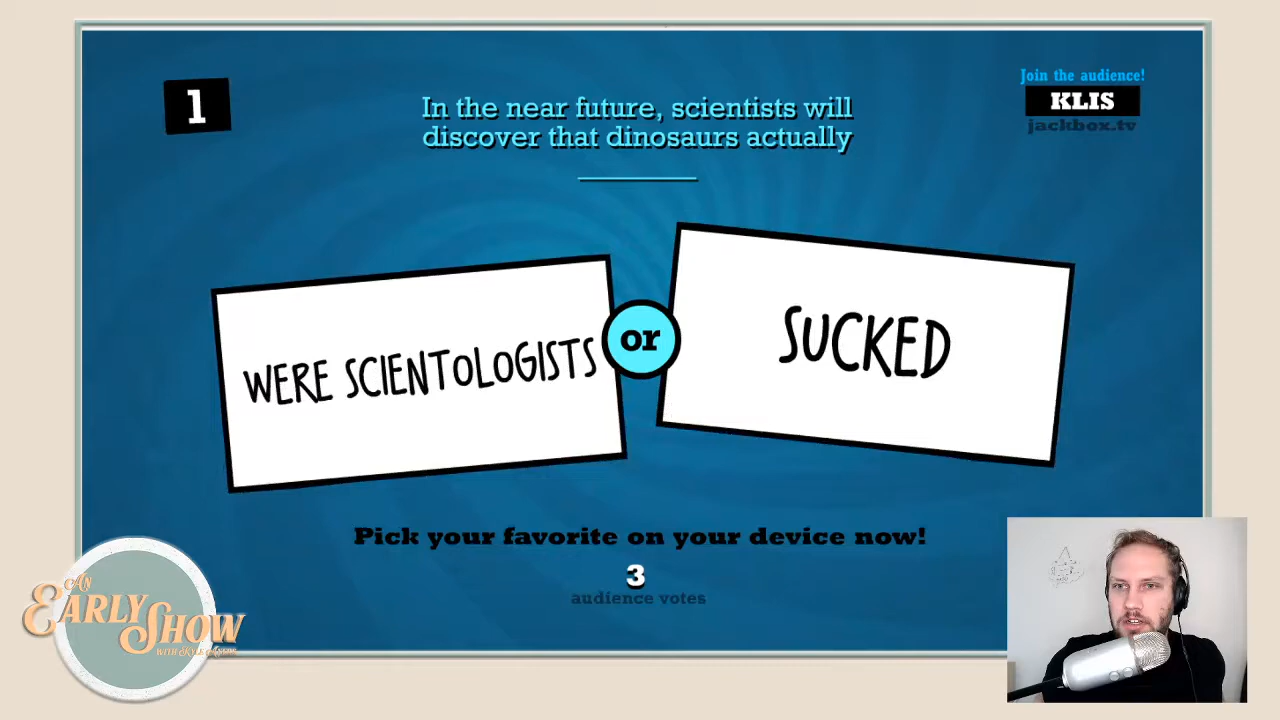 1
In the near future, scientists will
discover that dinosaurs actually
Join the audience!
KLIS
jackbox.tv
WERE SCIENTOLOGISTS
or
SUCKED
Pick your favorite on your device now!
3
audience votes
AN
EARLY SHOW